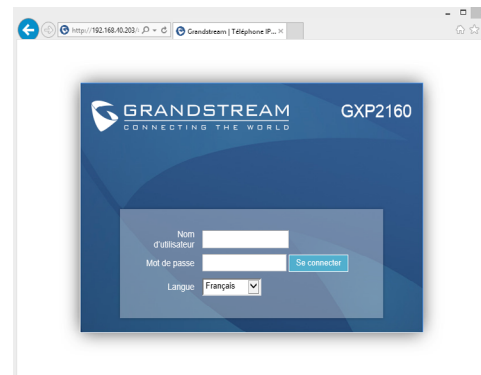 http://192.168.40.203/
Grandstream | Téléphone IP...
GRANDSTREAM
CONNECTING THE WORLD
GXP2160
Nom
d'utilisateur
Mot de passe
Se connecter
Langue
Français